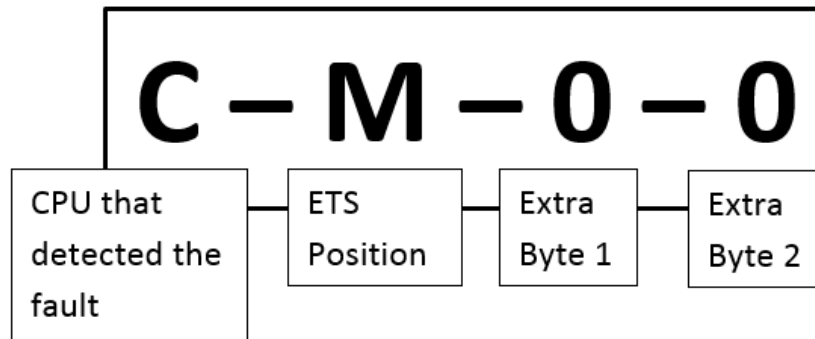 C – M – 0 – 0
CPU that
detected the
fault
ETS
Position
Extra
Byte 1
Extra
Byte 2